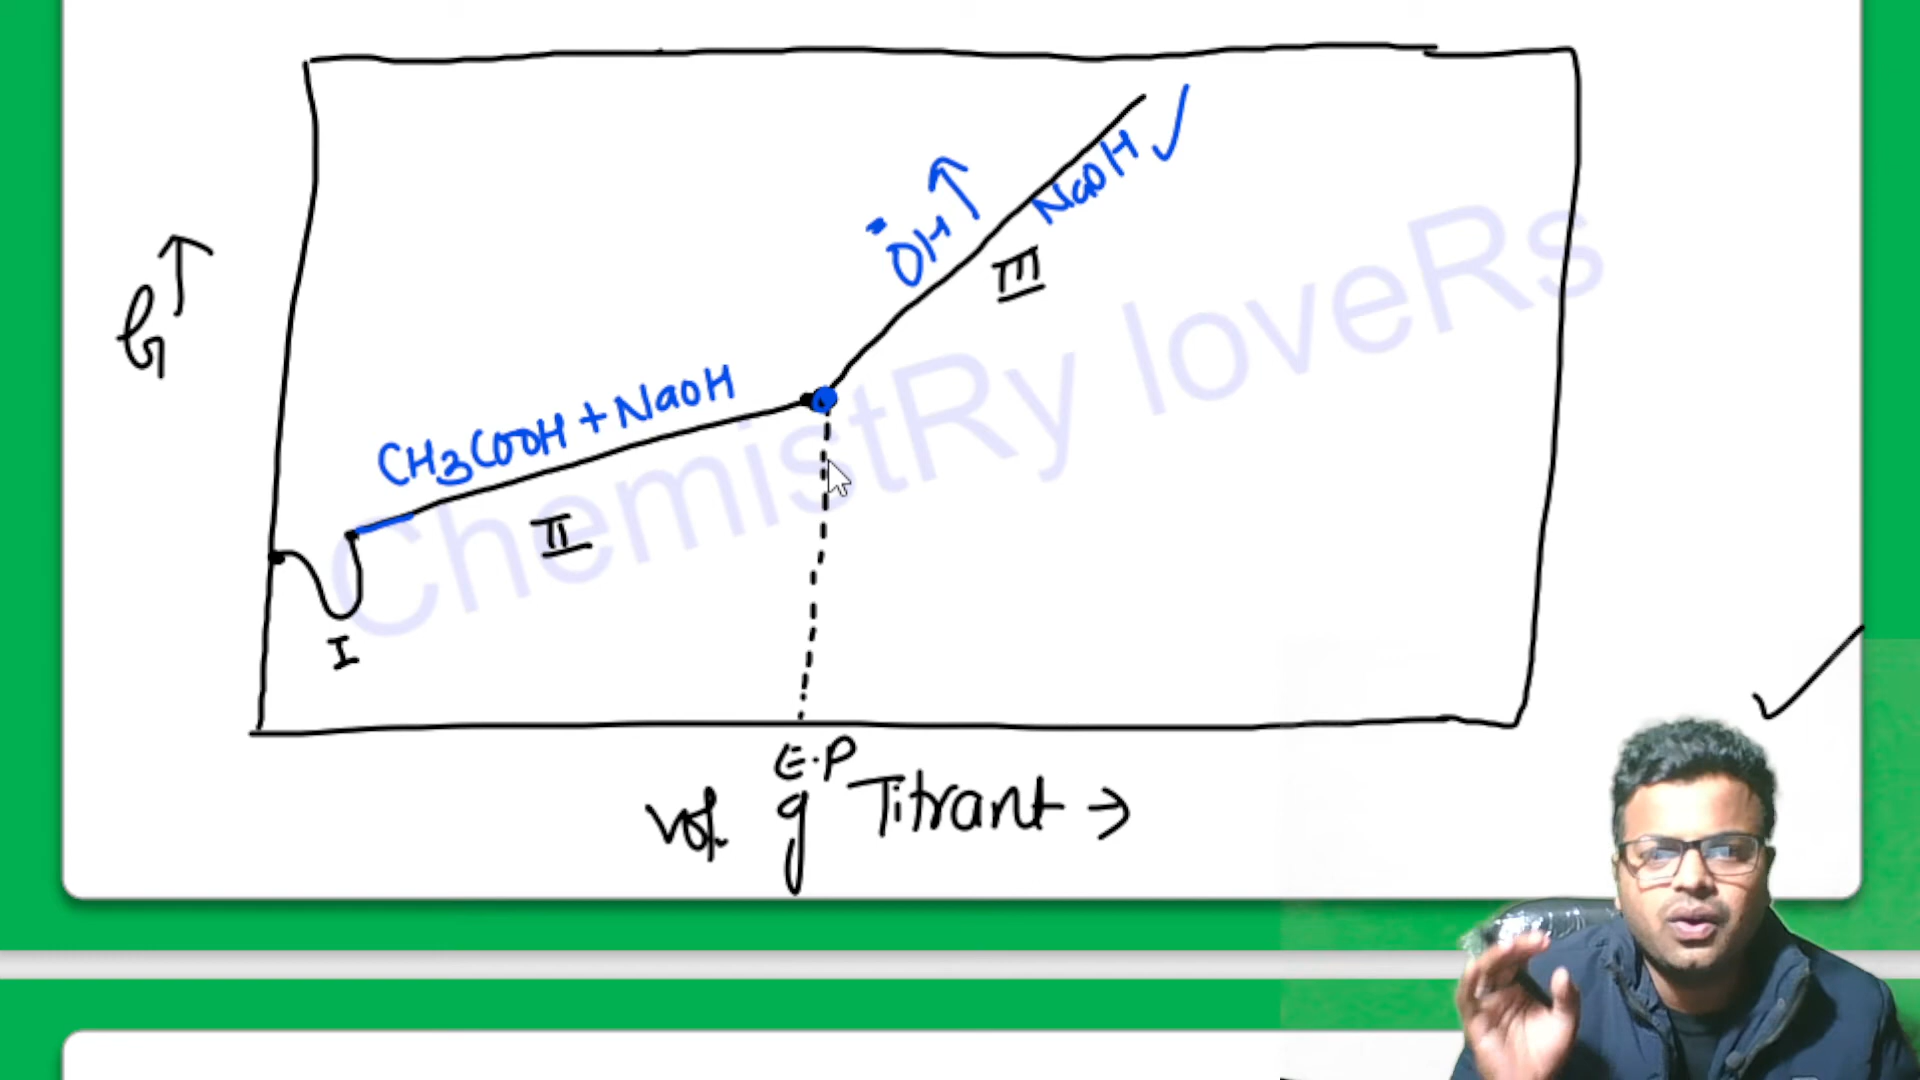 OH
NaOH
III
G
CH3COOH + NaOH
II
I
E.P
Vol. of Titrant →
ChemistRy loveRs